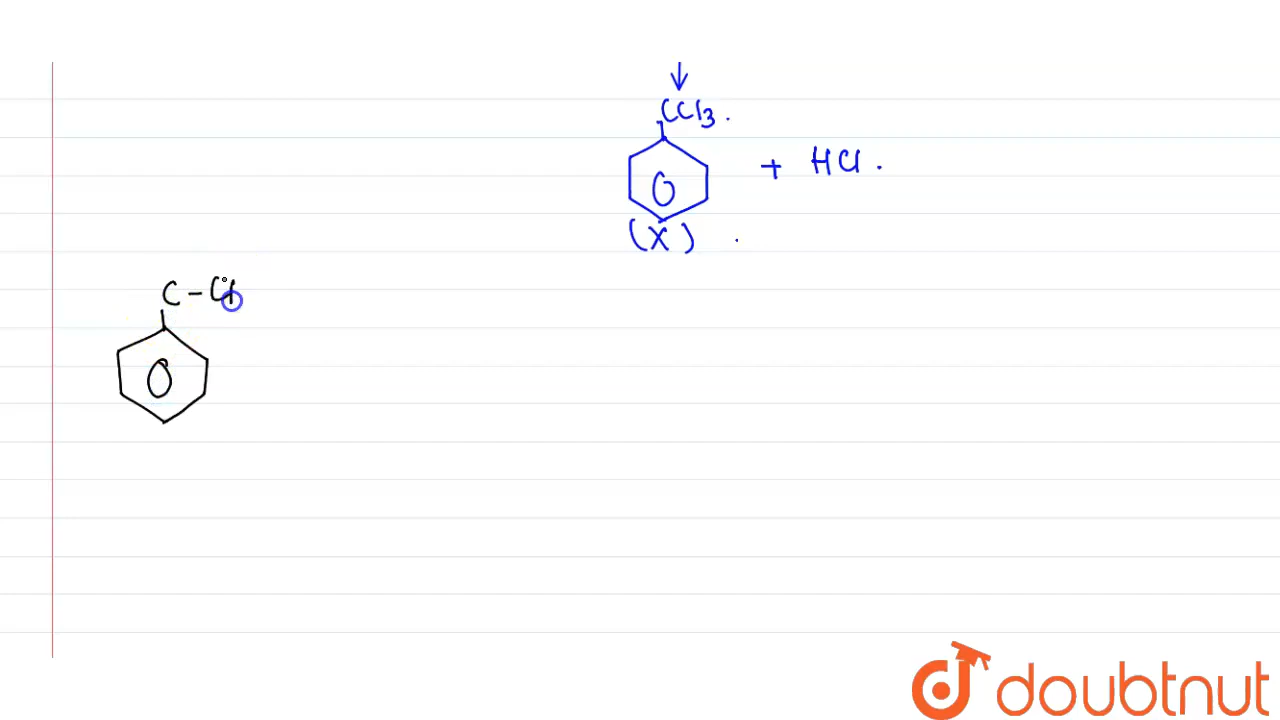 CCl3.
+ HCl.
(X) .
C-Cl
doubtnut